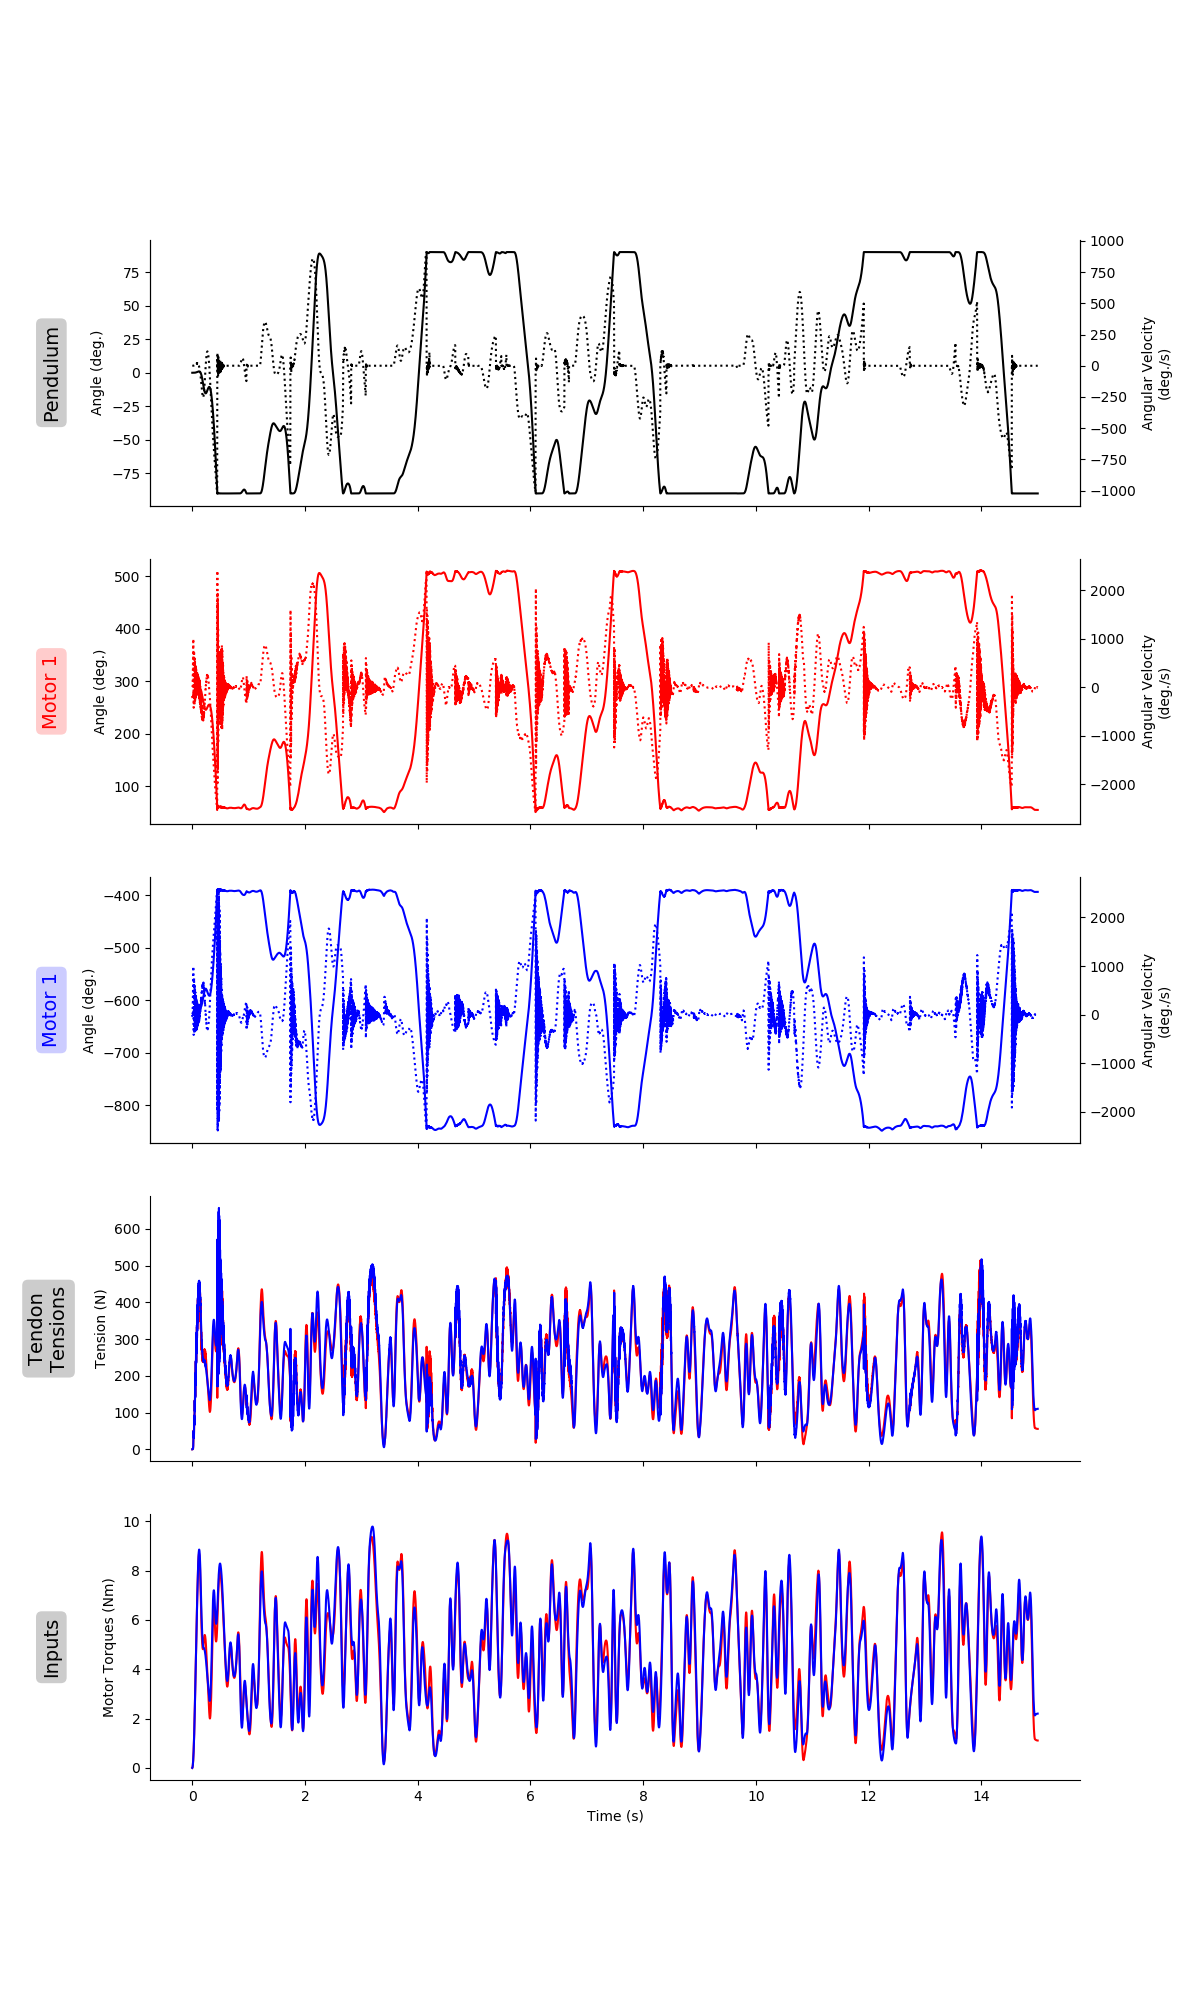 Pendulum
Angle (deg.)
75
50
25
0
−25
−50
−75
1000
750
500
250
0
−250
−500
−750
−1000
Angular Velocity
(deg./s)
Motor 1
Angle (deg.)
500
400
300
200
100
2000
1000
0
−1000
−2000
Angular Velocity
(deg./s)
Motor 1
Angle (deg.)
−400
−500
−600
−700
−800
2000
1000
0
−1000
−2000
Angular Velocity
(deg./s)
Tendon
Tensions
Tension (N)
600
500
400
300
200
100
0
Inputs
Motor Torques (Nm)
10
8
6
4
2
0
0 2 4 6 8 10 12 14
Time (s)